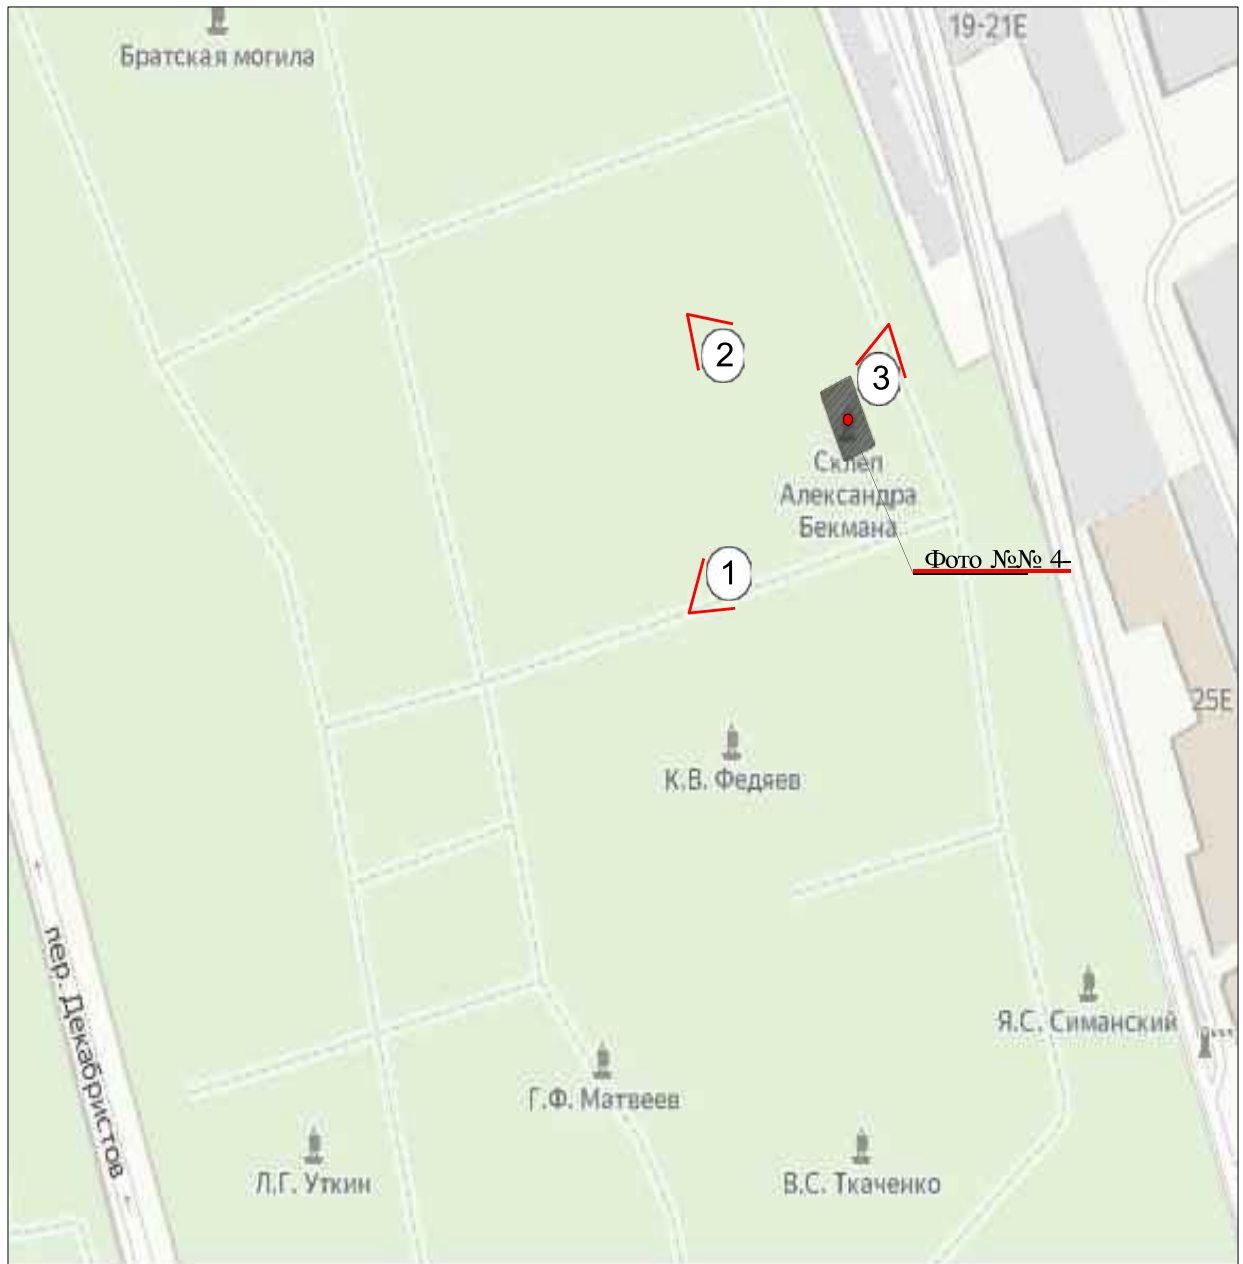 19-21Е
Братская могила
2
3
Склеп
Александра
Бекмана
Фото №№ 4-
1
25Е
К.В. Федяев
пер. Декабристов
Я.С. Симанский
Г.Ф. Матвеев
Л.Г. Уткин
В.С. Ткаченко